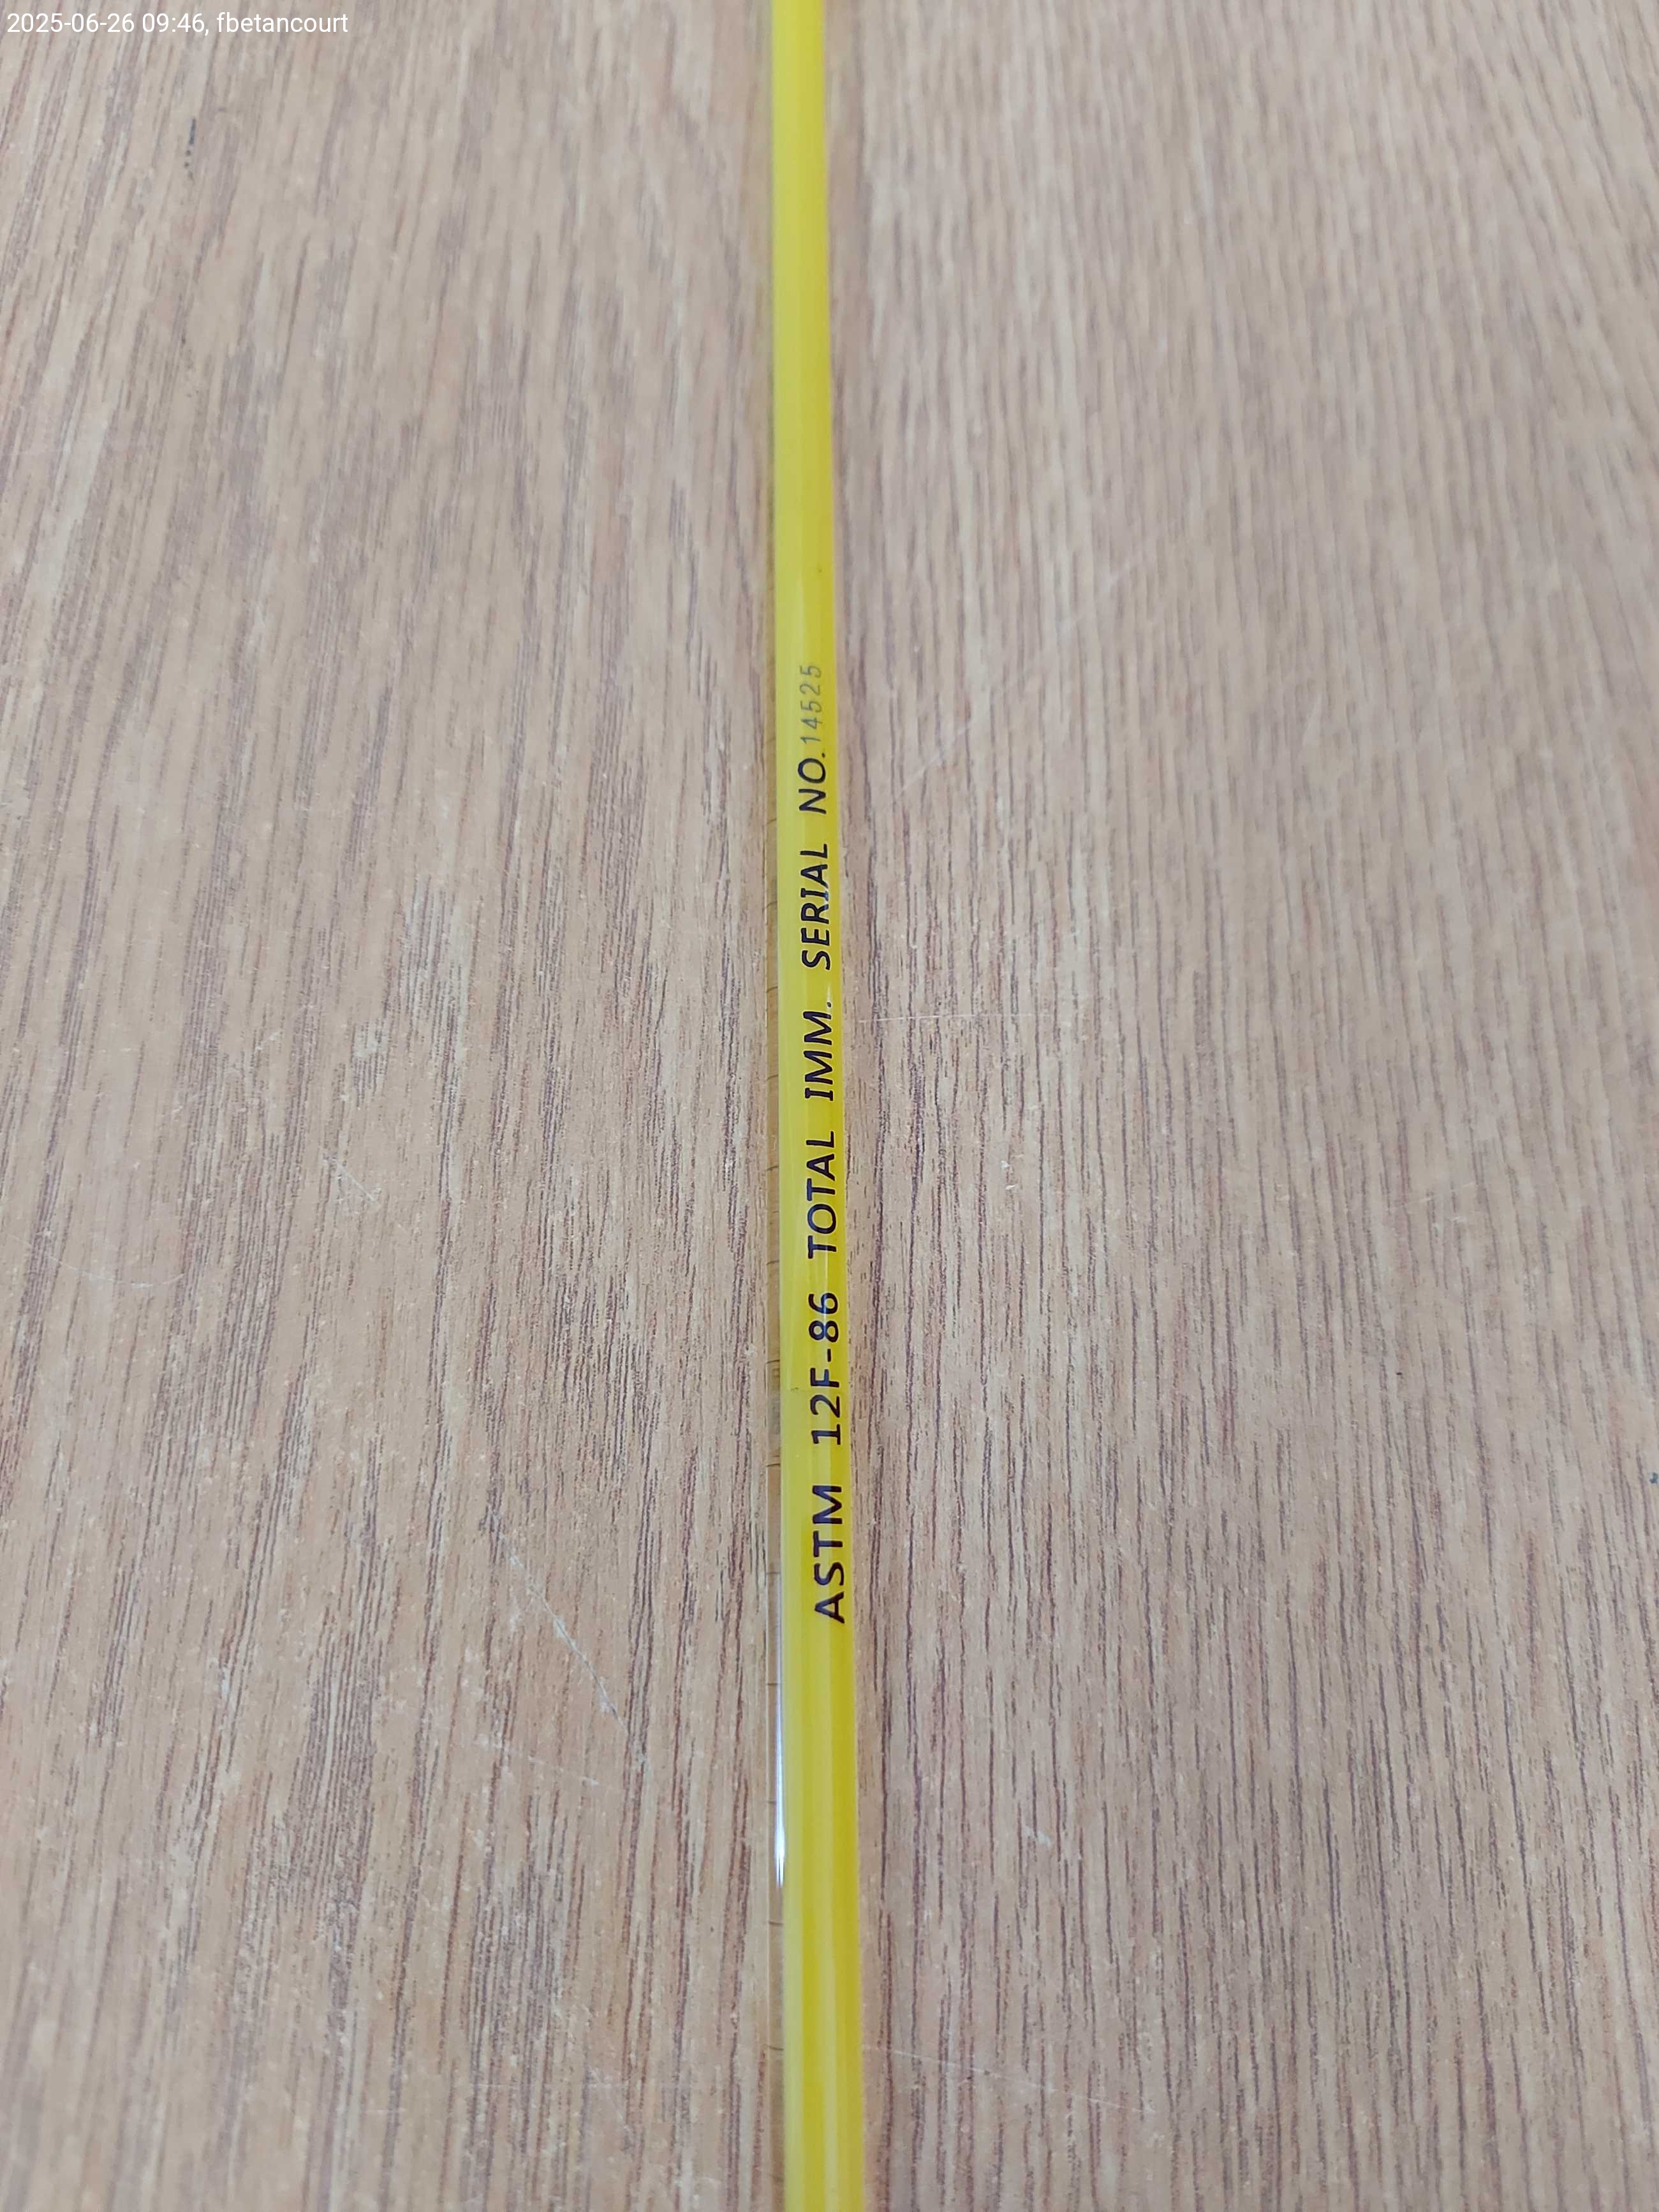 2025-06-26 09:46, fbetancourt
ASTM 12F-86 TOTAL IMM. SERIAL NO. 14525